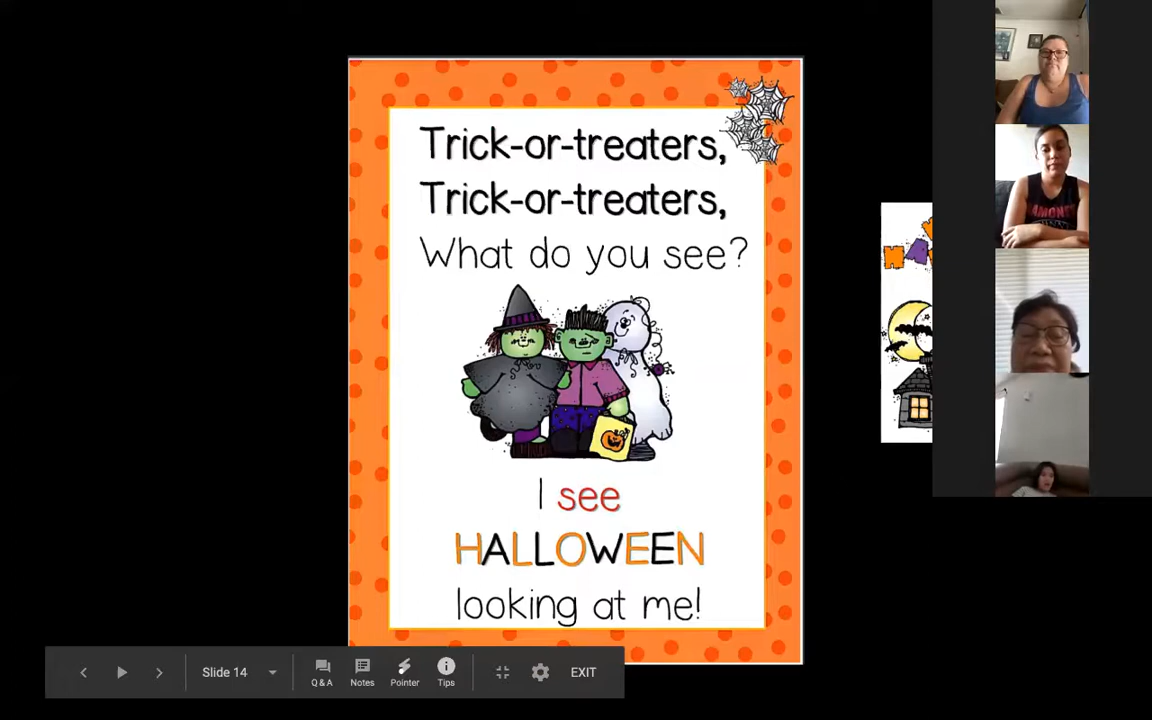 Trick-or-treaters,
Trick-or-treaters,
What do you see?
I see
HALLOWEEN
looking at me!
Slide 14
Q&A
Notes
Pointer
Tips
EXIT